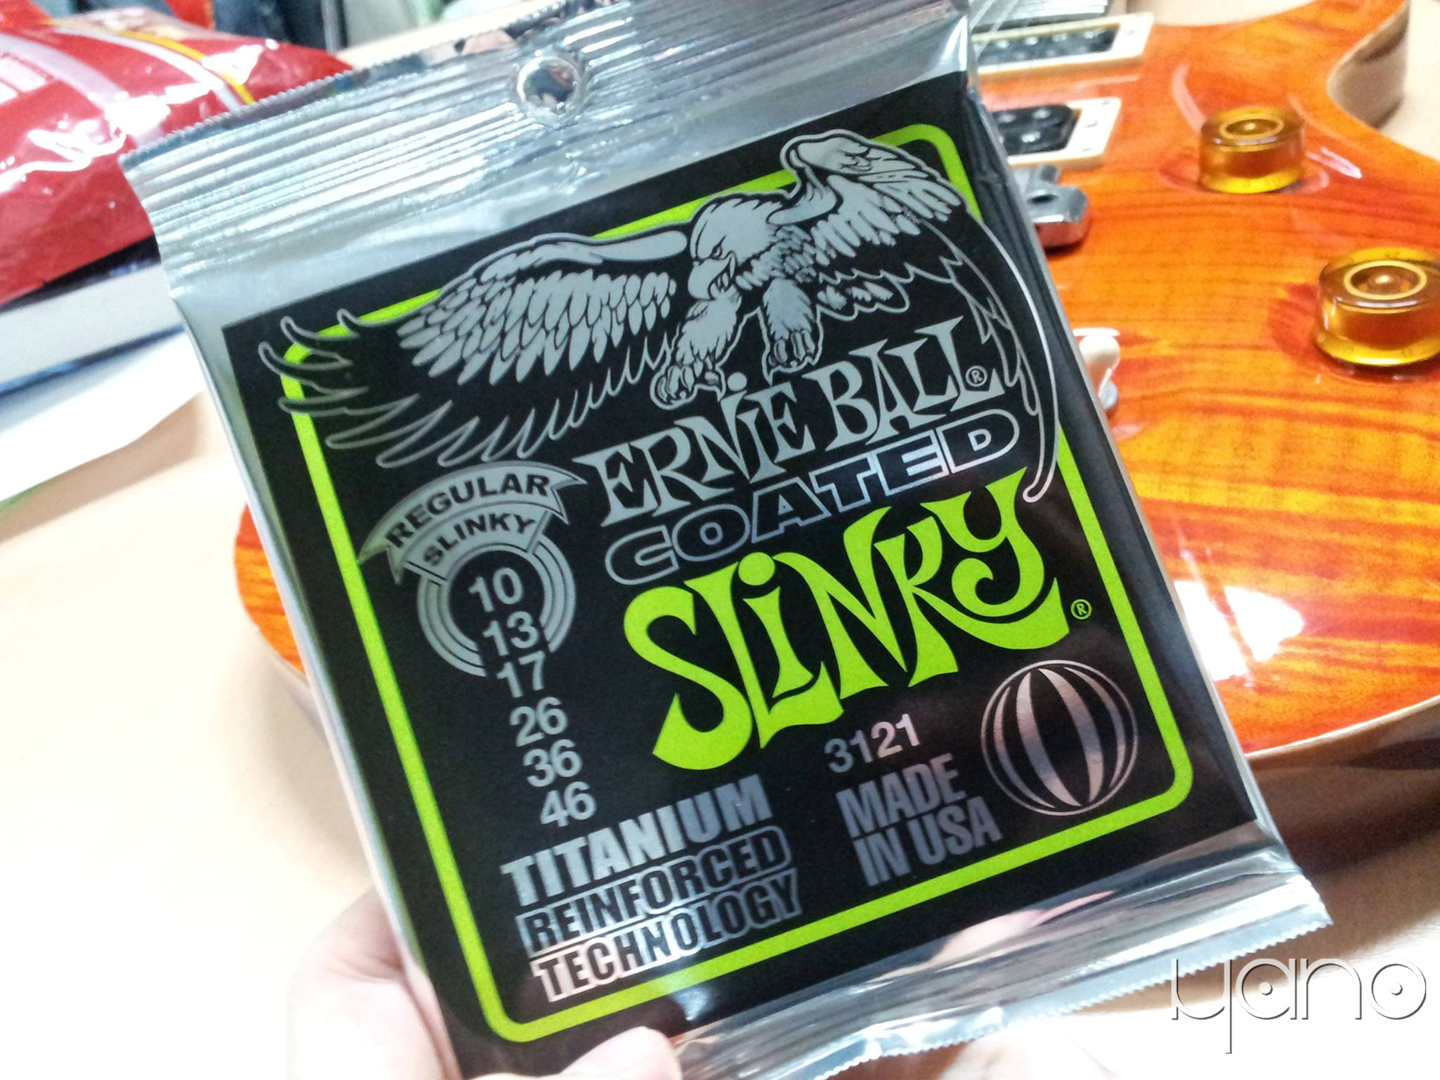 ERNIE BALL®
COATED
SLINKY®
REGULAR
SLINKY
10
13
17
26
36
46
TITANIUM
REINFORCED
TECHNOLOGY
3121
MADE
IN USA
yano